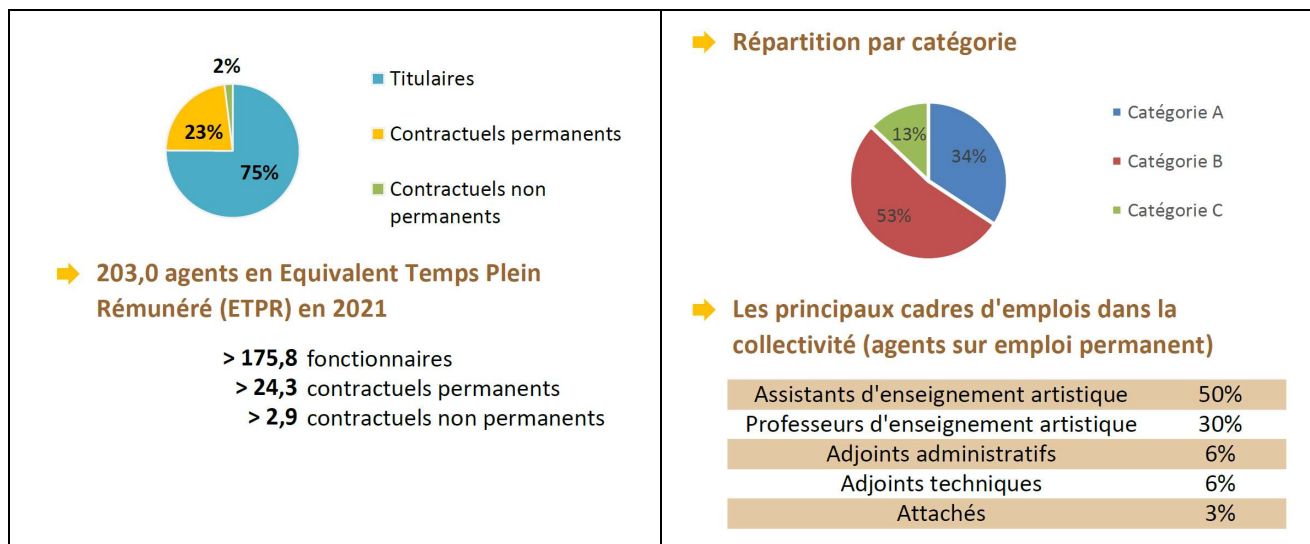 2%
23%
75%
Titulaires
Contractuels permanents
Contractuels non
permanents
203,0 agents en Equivalent Temps Plein
Rémunéré (ETPR) en 2021
> 175,8 fonctionnaires
> 24,3 contractuels permanents
> 2,9 contractuels non permanents
Répartition par catégorie
13%
34%
53%
Catégorie A
Catégorie B
Catégorie C
Les principaux cadres d'emplois dans la
collectivité (agents sur emploi permanent)
Assistants d'enseignement artistique 50%
Professeurs d'enseignement artistique 30%
Adjoints administratifs 6%
Adjoints techniques 6%
Attachés 3%